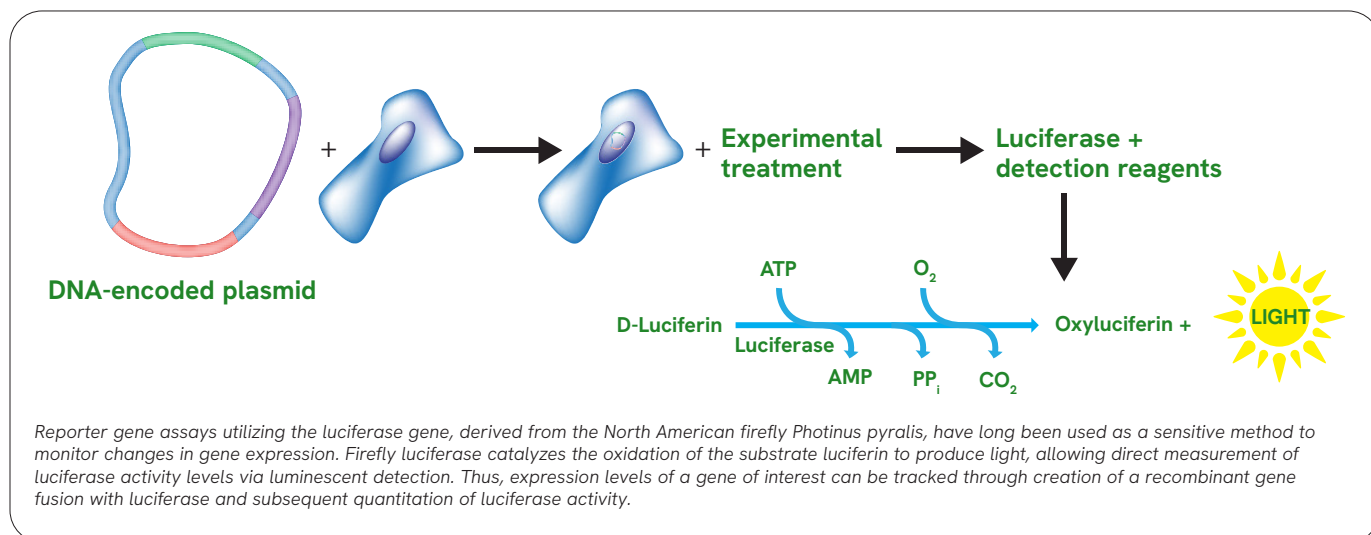 +
+
Experimental
treatment
Luciferase +
detection reagents
DNA-encoded plasmid
ATP
O₂
D-Luciferin
Luciferase
Oxyluciferin +
LIGHT
AMP
PPᵢ
CO₂
Reporter gene assays utilizing the luciferase gene, derived from the North American firefly Photinus pyralis, have long been used as a sensitive method to
monitor changes in gene expression. Firefly luciferase catalyzes the oxidation of the substrate luciferin to produce light, allowing direct measurement of
luciferase activity levels via luminescent detection. Thus, expression levels of a gene of interest can be tracked through creation of a recombinant gene
fusion with luciferase and subsequent quantitation of luciferase activity.